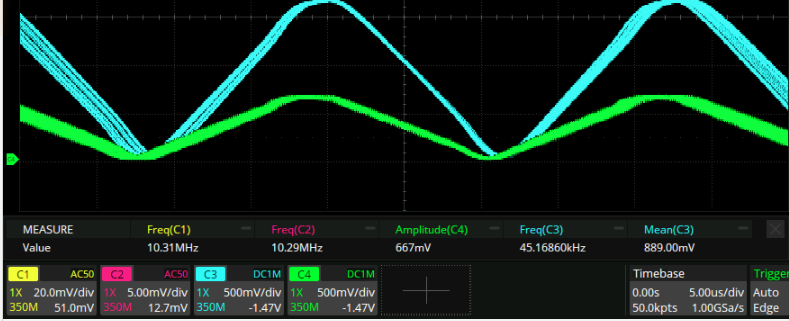 MEASURE Freq(C1) Freq(C2) Amplitude(C4) Freq(C3) Mean(C3)
Value 10.31MHz 10.29MHz 667mV 45.16860kHz 889.00mV
C1 AC50 C2 AC50 C3 DC1M C4 DC1M Timebase Trigger
1X 20.0mV/div 1X 5.00mV/div 1X 500mV/div 1X 500mV/div 0.00s 5.00us/div Auto
350M 51.0mV 350M 12.7mV 350M -1.47V 350M -1.47V 50.0kpts 1.00GSa/s Edge